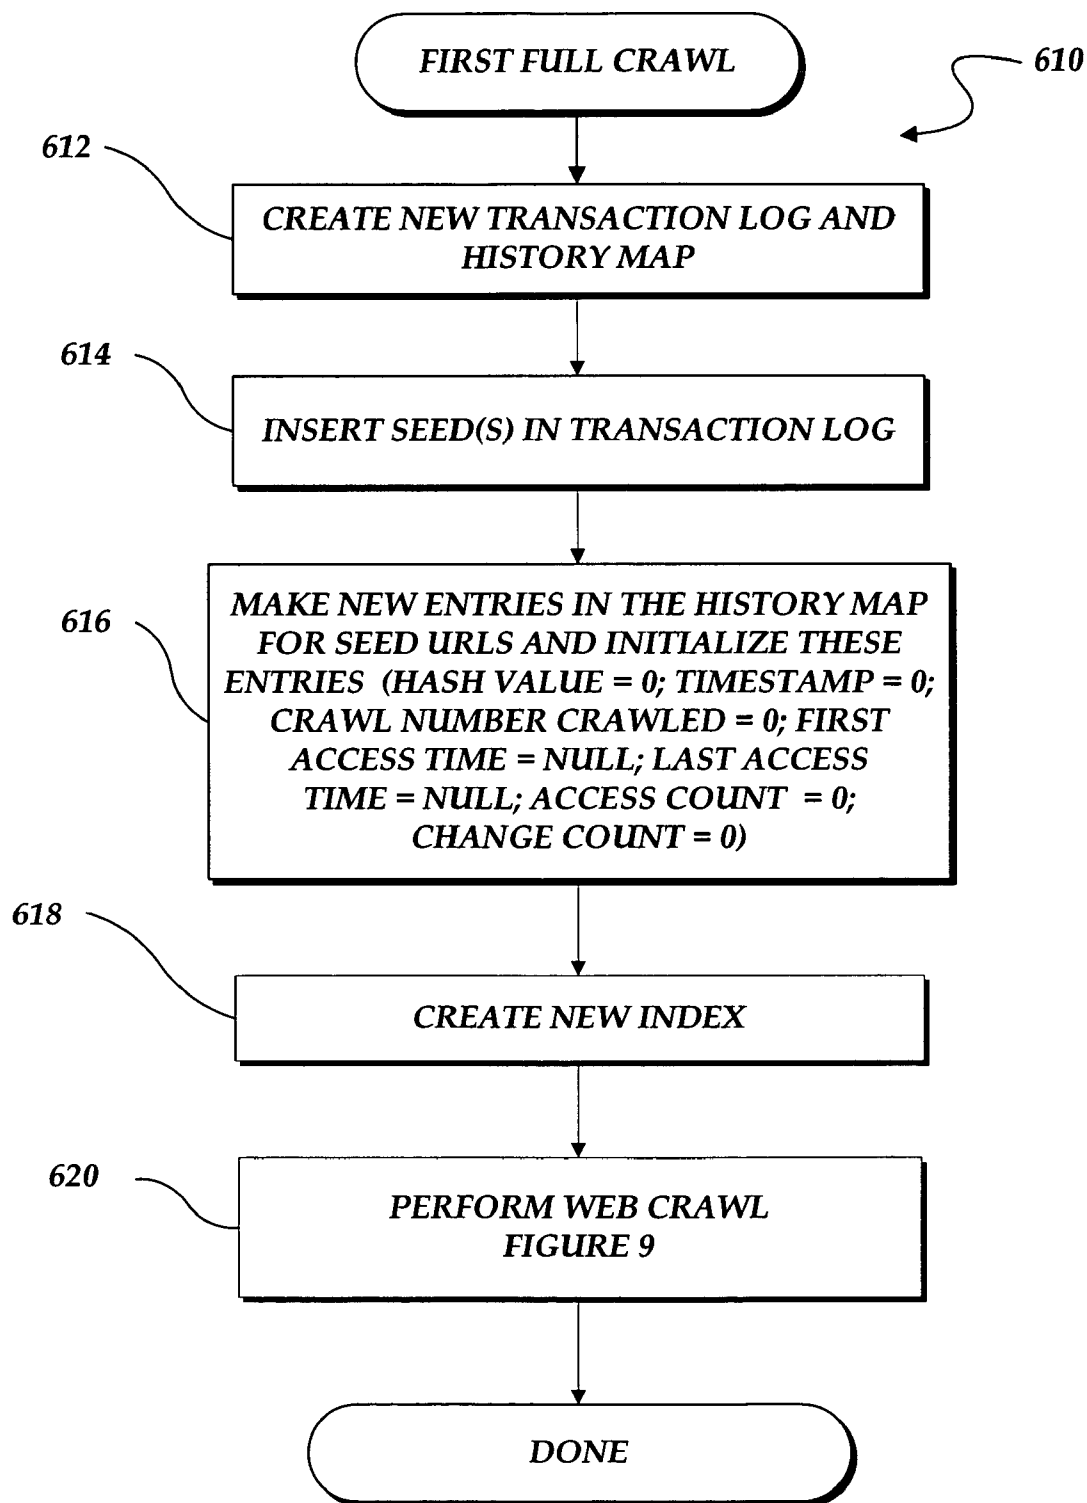 FIRST FULL CRAWL
610
612
CREATE NEW TRANSACTION LOG AND
HISTORY MAP
614
INSERT SEED(S) IN TRANSACTION LOG
616
MAKE NEW ENTRIES IN THE HISTORY MAP
FOR SEED URLS AND INITIALIZE THESE
ENTRIES (HASH VALUE = 0; TIMESTAMP = 0;
CRAWL NUMBER CRAWLED = 0; FIRST
ACCESS TIME = NULL; LAST ACCESS
TIME = NULL; ACCESS COUNT = 0;
CHANGE COUNT = 0)
618
CREATE NEW INDEX
620
PERFORM WEB CRAWL
FIGURE 9
DONE